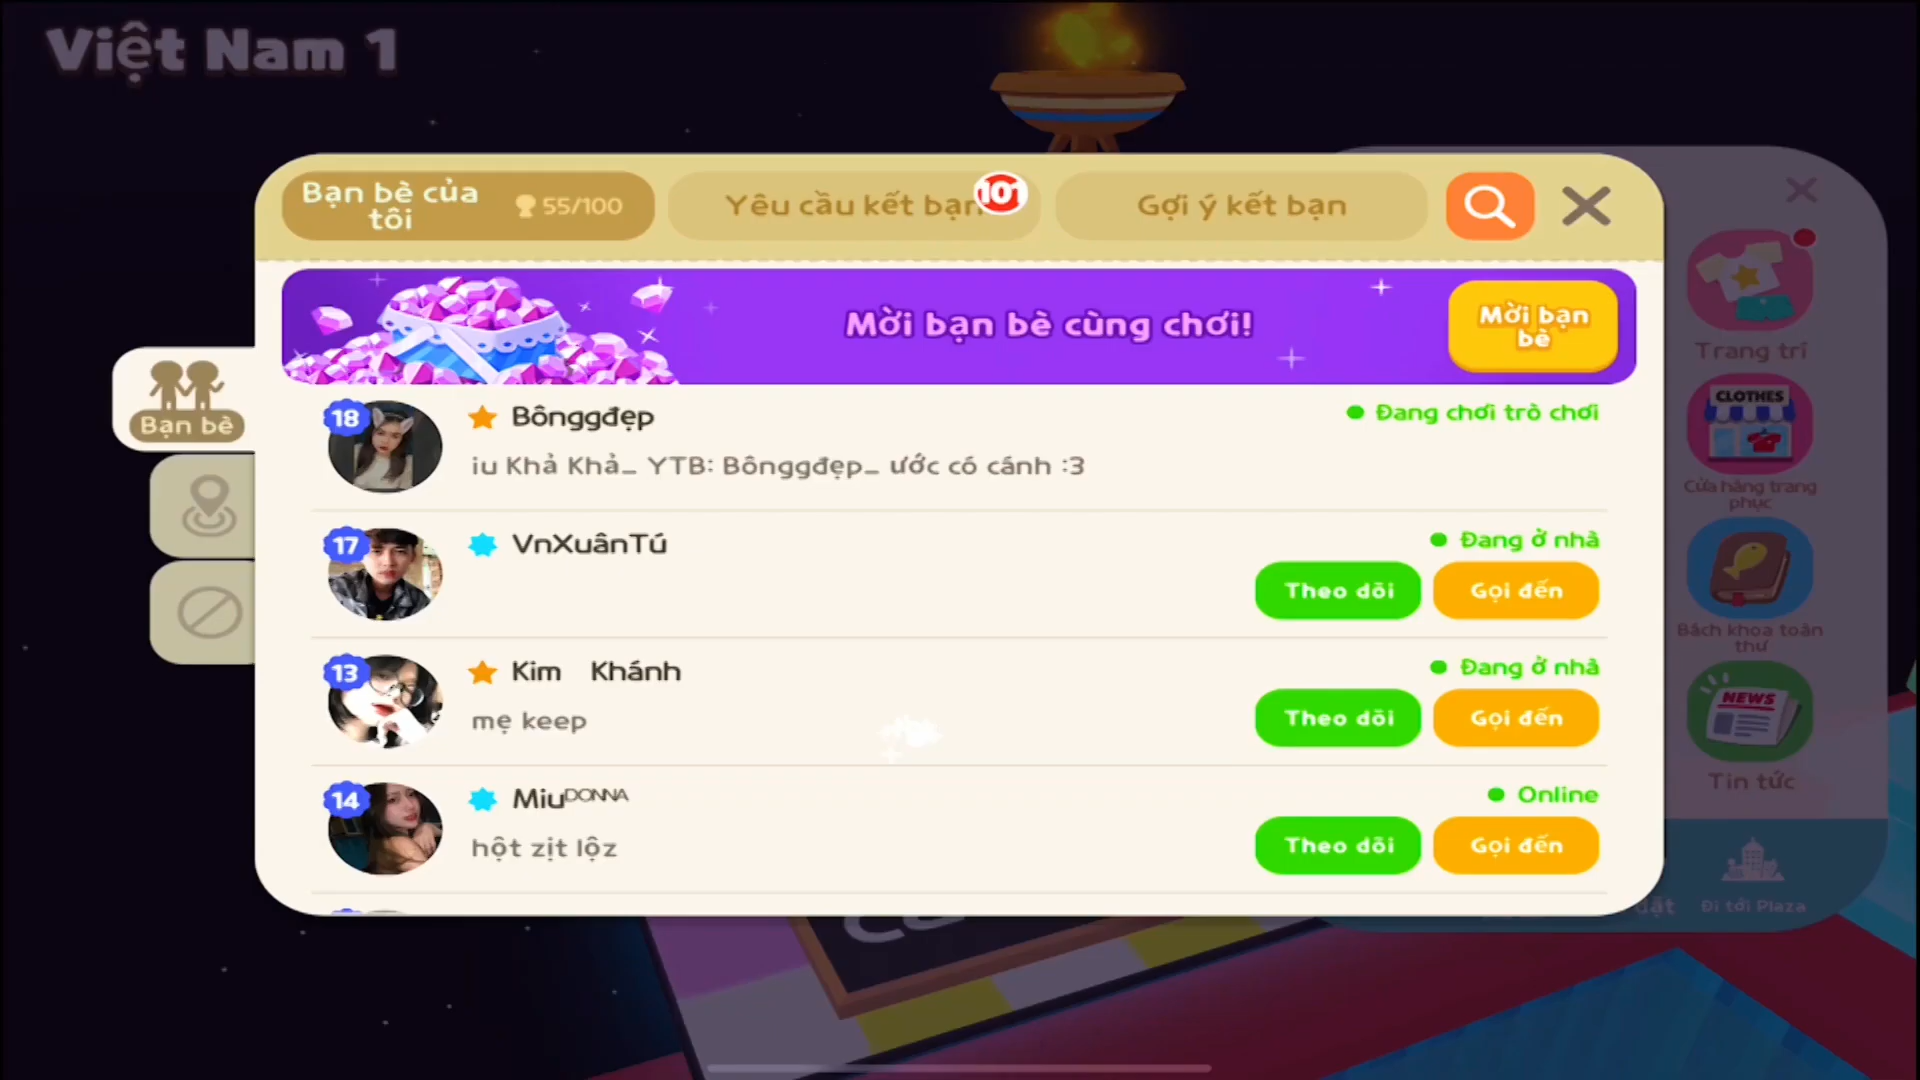 Việt Nam 1
Bạn bè của
tôi
55/100
Yêu cầu kết bạn
101
Gợi ý kết bạn
Mời bạn bè cùng chơi!
Mời bạn
bè
Bạn bè
18
Bônggđẹp
Đang chơi trò chơi
iu Khả Khả_ YTB: Bônggđẹp_ ước có cánh :3
17
VnXuânTú
Đang ở nhà
Theo dõi
Gọi đến
13
Kim Khánh
Đang ở nhà
mẹ keep
Theo dõi
Gọi đến
14
Miuᴰᴼᴺᴺᴬ
Online
hột zịt lộz
Theo dõi
Gọi đến
Trang trí
CLOTHES
Cửa hàng trang
phục
Bách khoa toàn
thư
NEWS
Tin tức
Đi tới Plaza